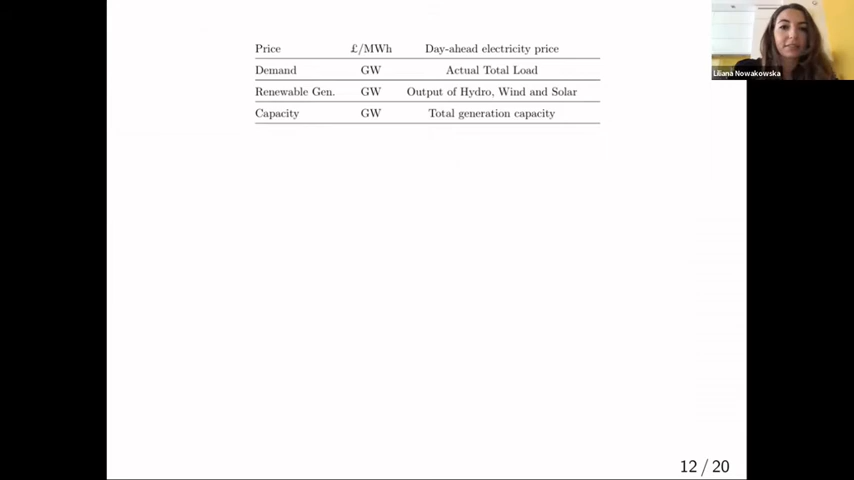 Price £/MWh Day-ahead electricity price
Demand GW Actual Total Load
Renewable Gen. GW Output of Hydro, Wind and Solar
Capacity GW Total generation capacity
Liliana Nowakowska
12 / 20